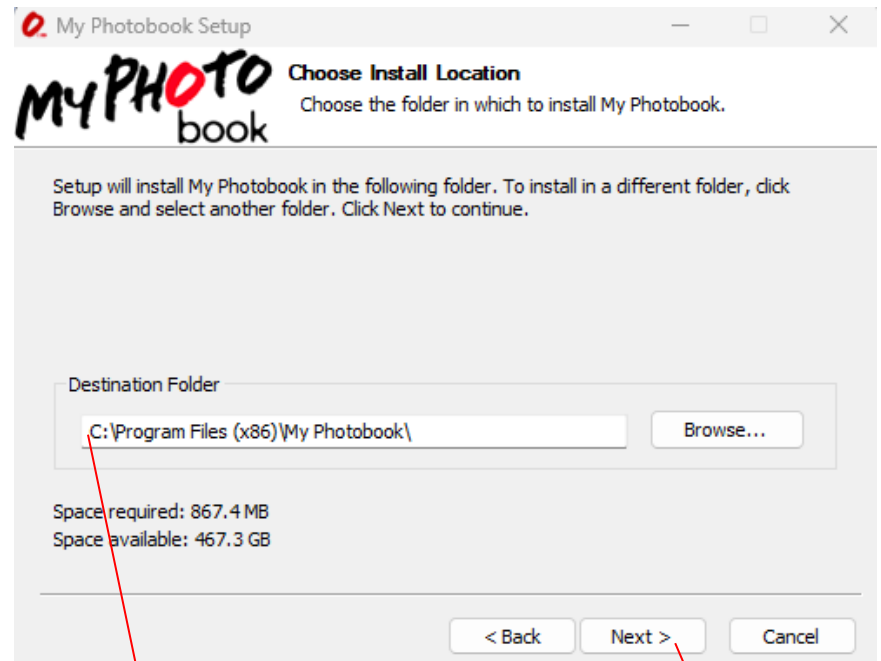 My Photobook Setup
MY PHOTO
book
Choose Install Location
Choose the folder in which to install My Photobook.
Setup will install My Photobook in the following folder. To install in a different folder, click
Browse and select another folder. Click Next to continue.
Destination Folder
C:\Program Files (x86)\My Photobook\
Browse...
Space required: 867.4 MB
Space available: 467.3 GB
< Back
Next >
Cancel